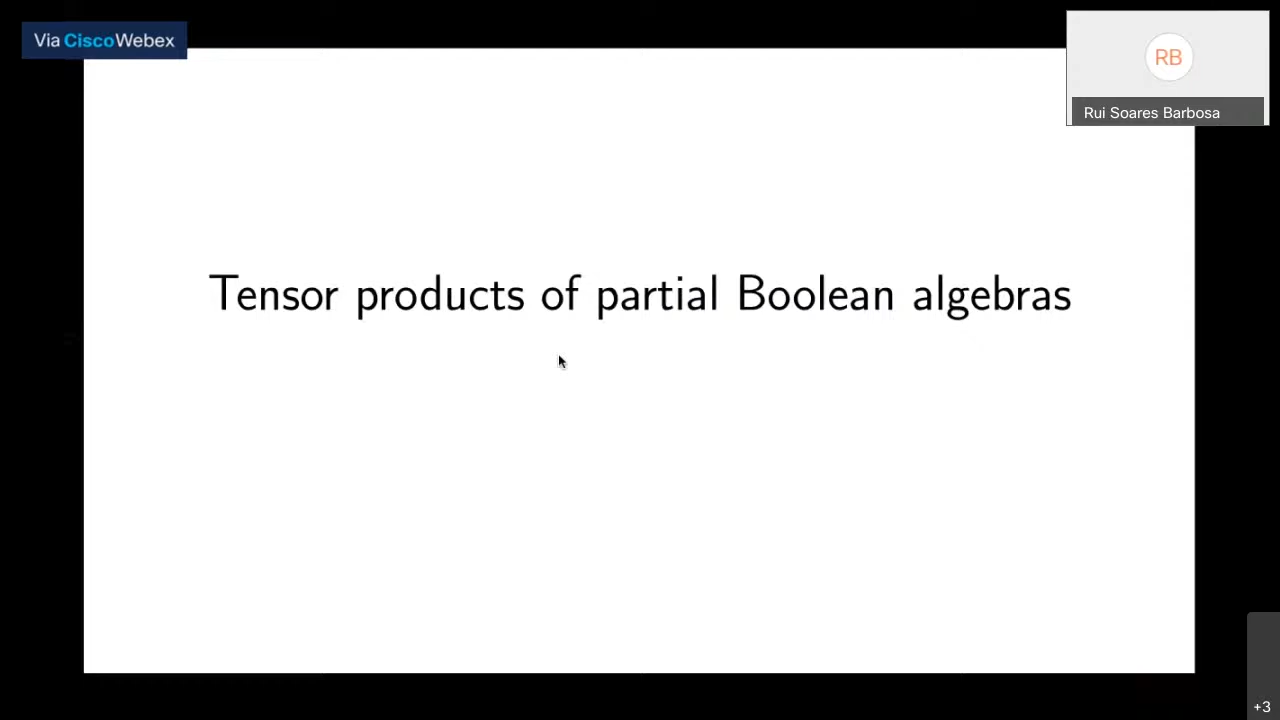 Via CiscoWebex
RB
Rui Soares Barbosa
Tensor products of partial Boolean algebras
+3